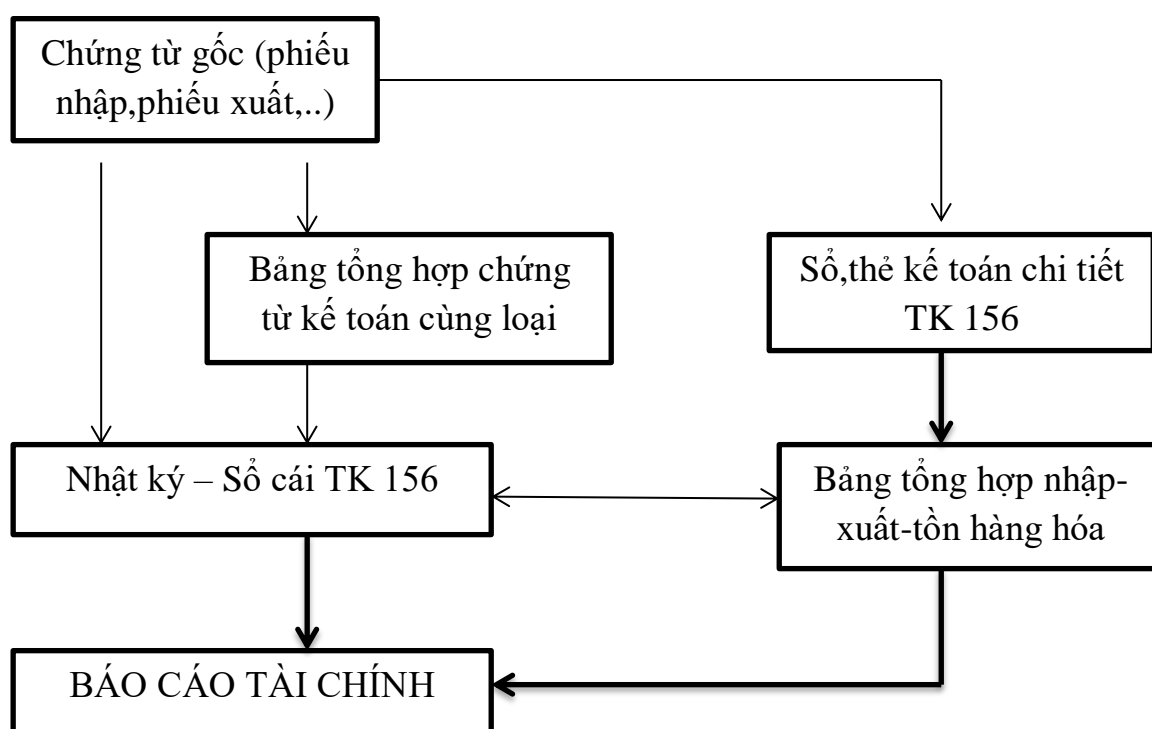 Chứng từ gốc (phiếu
nhập,phiếu xuất,..)
Bảng tổng hợp chứng
từ kế toán cùng loại
Sổ,thẻ kế toán chi tiết
TK 156
Nhật ký – Sổ cái TK 156
Bảng tổng hợp nhập-
xuất-tồn hàng hóa
BÁO CÁO TÀI CHÍNH